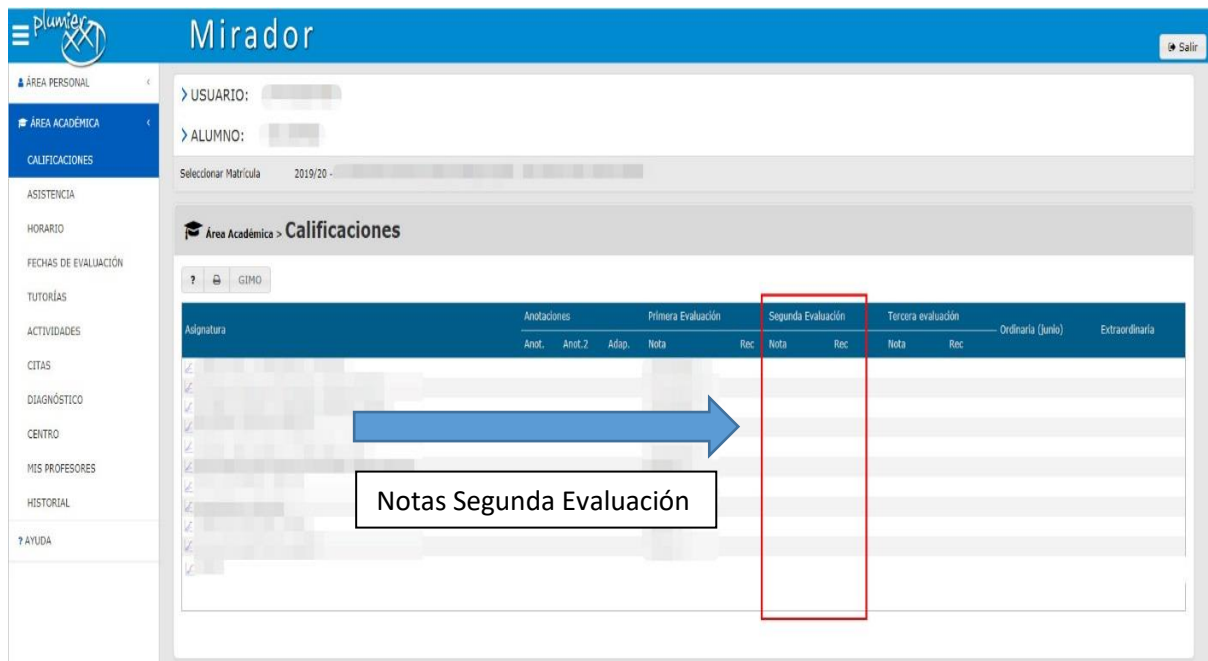 plumier XXI
Mirador
Salir
ÁREA PERSONAL
ÁREA ACADÉMICA
CALIFICACIONES
ASISTENCIA
HORARIO
FECHAS DE EVALUACIÓN
TUTORÍAS
ACTIVIDADES
CITAS
DIAGNÓSTICO
CENTRO
MIS PROFESORES
HISTORIAL
? AYUDA
USUARIO:
ALUMNO:
Seleccionar Matrícula 2019/20 -
Área Académica > Calificaciones
? GIMO
Asignatura Anotaciones Primera Evaluación Segunda Evaluación Tercera evaluación Ordinaria (Junio) Extraordinaria
Anot. Anot.2 Adap. Nota Rec Nota Rec Nota Rec
Notas Segunda Evaluación